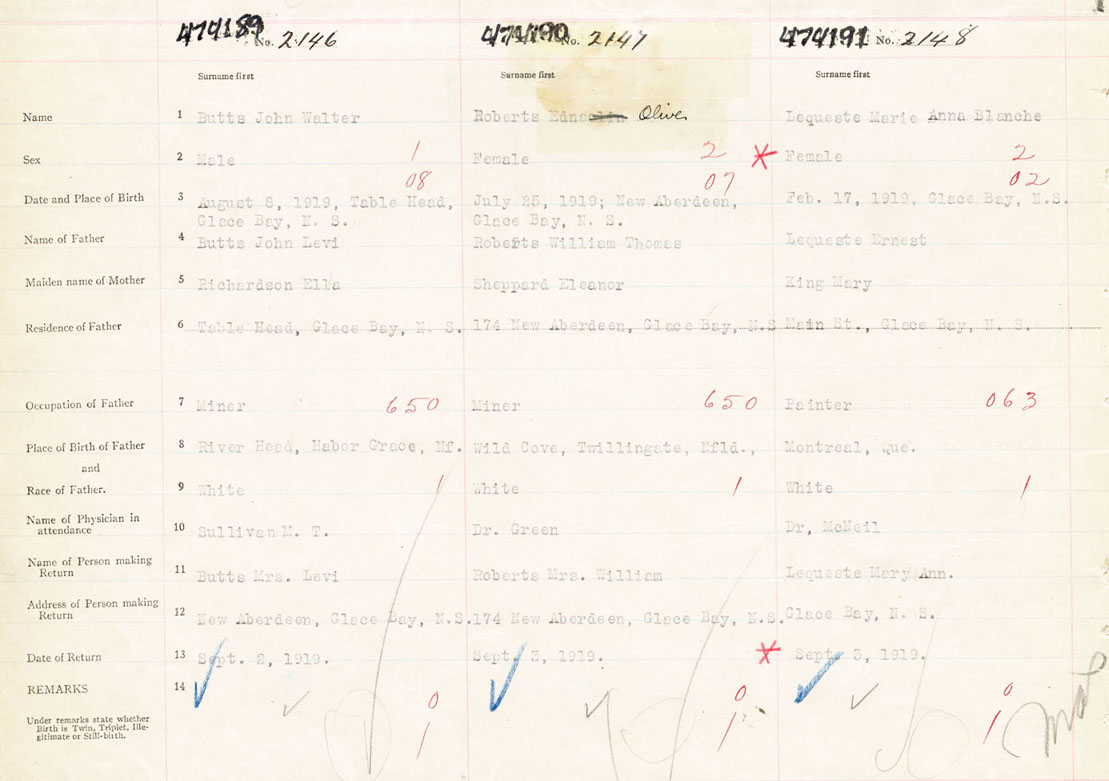 474189 No. 2146 474190 No. 2147 474191 No. 2148
Surname first Surname first Surname first
Name 1 Butts John Walter Roberts Olive Lequeste Marie Anna Blanche
Sex 2 Male 1 Female 2 Female 2
08 07 02
Date and Place of Birth 3 August 8, 1919, Table Head, July 25, 1919; New Aberdeen, Feb. 17, 1919, Glace Bay, N.S.
Glace Bay, N. S. Glace Bay, N. S.
Name of Father 4 Butts John Levi Roberts William Thomas Lequeste Ernest
Maiden name of Mother 5 Richardson Ella Sheppard Eleanor King Mary
Residence of Father 6 Table Head, Glace Bay, N. S. 174 New Aberdeen, Glace Bay, N.S Main St., Glace Bay, N. S.
Occupation of Father 7 Miner 650 Miner 650 Painter 063
Place of Birth of Father 8 River Head, Habor Grace, Nf. Wild Cove, Twillingate, Nfld., Montreal, Que.
and
Race of Father. 9 White 1 White 1 White 1
Name of Physician in
attendance 10 Sullivan M. T. Dr. Green Dr, McNeil
Name of Person making
Return 11 Butts Mrs. Levi Roberts Mrs. William Lequeste Mary Ann.
Address of Person making
Return 12 New Aberdeen, Glace Bay, N.S. 174 New Aberdeen, Glace Bay, N.S. Glace Bay, N. S.
Date of Return 13 Sept. 2, 1919. Sept. 3, 1919. Sept. 3, 1919.
REMARKS 14
0 0 0
Under remarks state whether
Birth is Twin, Triplet, Ille-
gitimate or Still-birth.
1 1 1